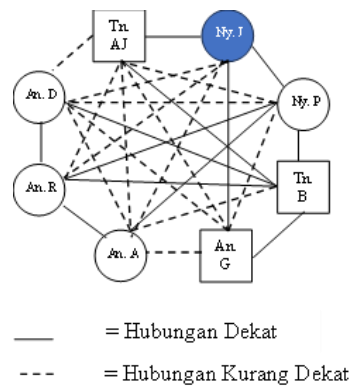 Tn.
AJ
Ny. J
An. D
Ny. P
An. R
Tn
B
An. A
An
G
= Hubungan Dekat
= Hubungan Kurang Dekat